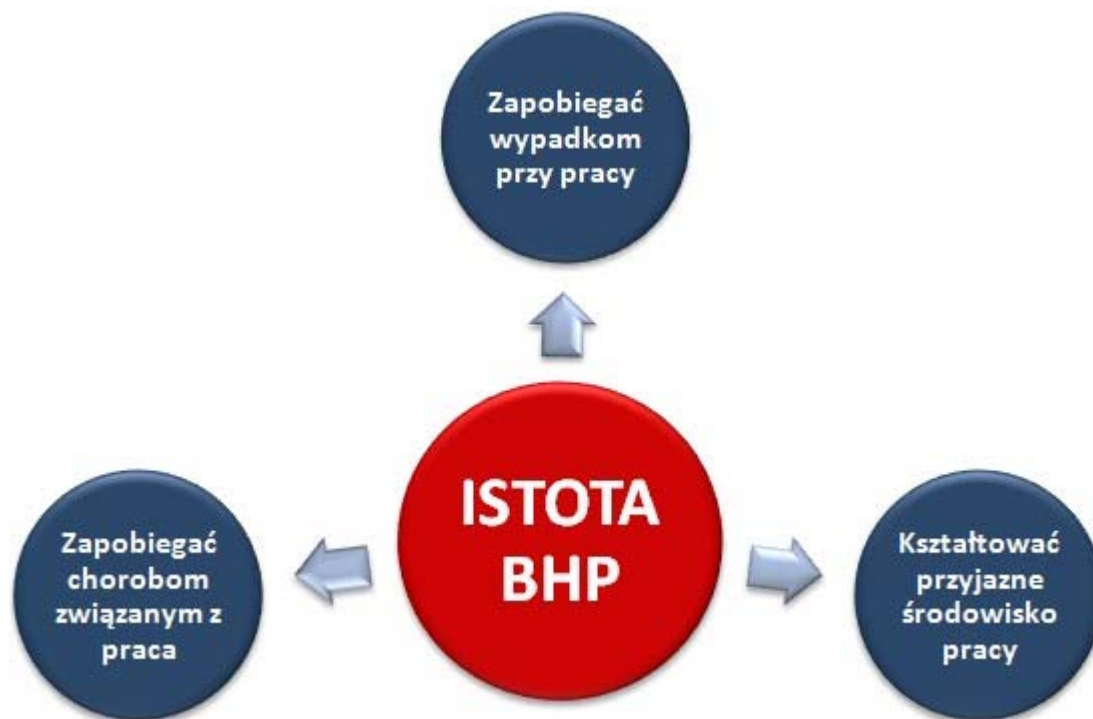 Zapobiegać
wypadkom
przy pracy
ISTOTA
BHP
Zapobiegać
chorobom
związanym z
praca
Kształtować
przyjazne
środowisko
pracy